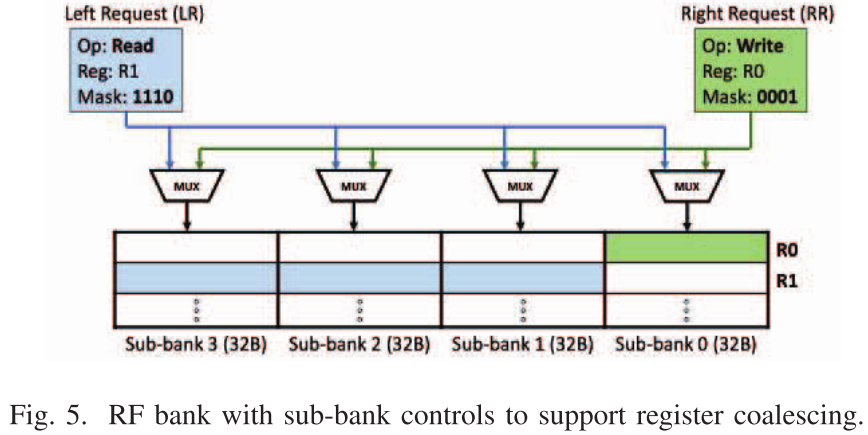 Left Request (LR)
Right Request (RR)
Op: Read
Reg: R1
Mask: 1110
Op: Write
Reg: R0
Mask: 0001
MUX
MUX
MUX
MUX
R0
R1
Sub-bank 3 (32B)
Sub-bank 2 (32B)
Sub-bank 1 (32B)
Sub-bank 0 (32B)
Fig. 5. RF bank with sub-bank controls to support register coalescing.